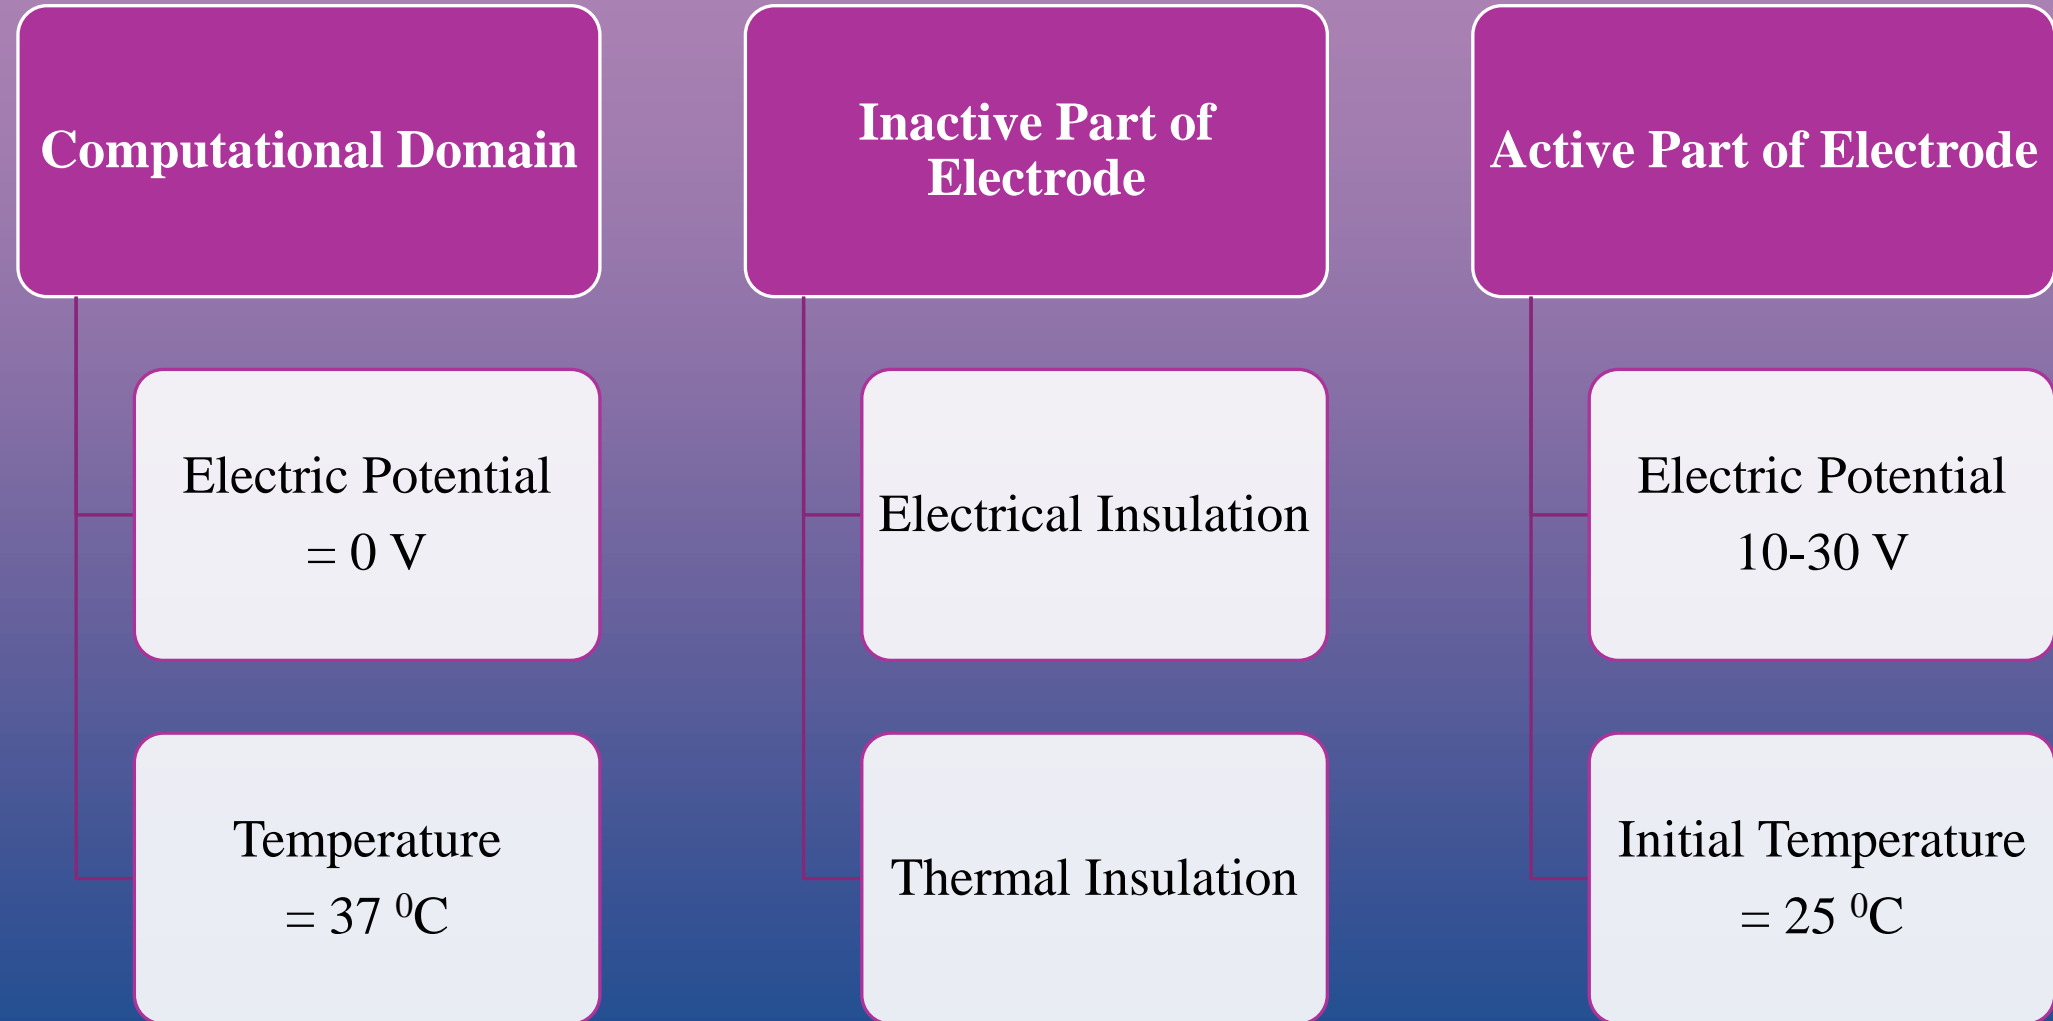 Computational Domain
Electric Potential
= 0 V
Temperature
= 37 ⁰C
Inactive Part of
Electrode
Electrical Insulation
Thermal Insulation
Active Part of Electrode
Electric Potential
10-30 V
Initial Temperature
= 25 ⁰C